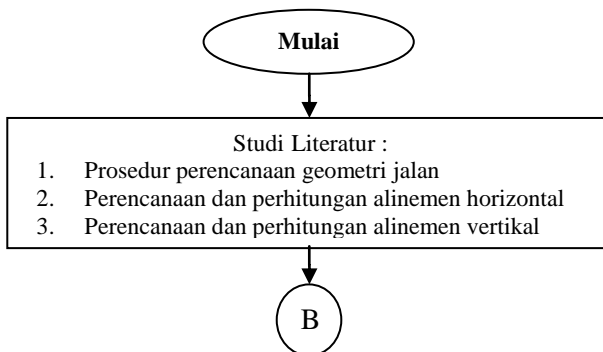 Mulai
Studi Literatur :
1. Prosedur perencanaan geometri jalan
2. Perencanaan dan perhitungan alinemen horizontal
3. Perencanaan dan perhitungan alinemen vertikal
B